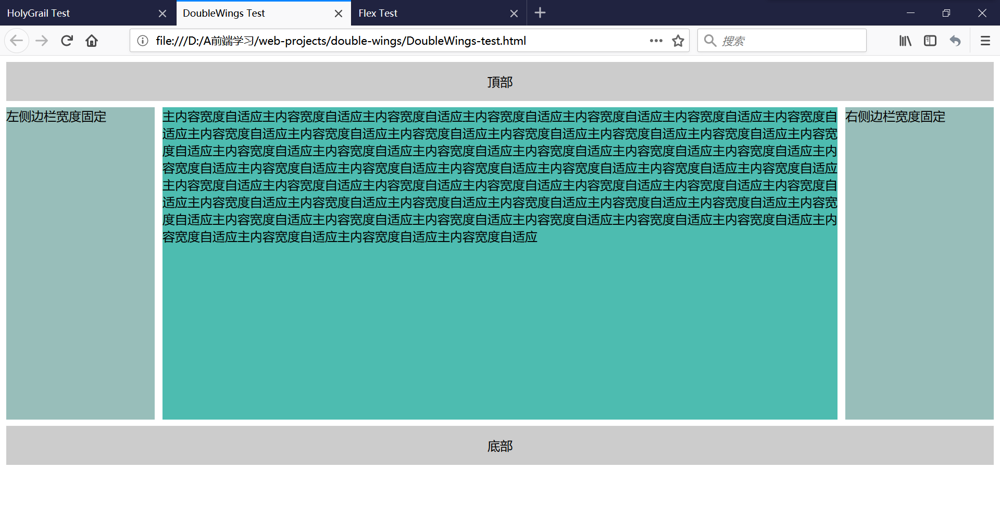 HolyGrail Test
DoubleWings Test
Flex Test
file:///D:/A前端学习/web-projects/double-wings/DoubleWings-test.html
搜索
頂部
左侧边栏宽度固定
主内容宽度自适应主内容宽度自适应主内容宽度自适应主内容宽度自适应主内容宽度自适应主内容宽度自适应主内容宽度自
适应主内容宽度自适应主内容宽度自适应主内容宽度自适应主内容宽度自适应主内容宽度自适应主内容宽度自适应主内容宽
度自适应主内容宽度自适应主内容宽度自适应主内容宽度自适应主内容宽度自适应主内容宽度自适应主内容宽度自适应主内
容宽度自适应主内容宽度自适应主内容宽度自适应主内容宽度自适应主内容宽度自适应主内容宽度自适应主内容宽度自适应
主内容宽度自适应主内容宽度自适应主内容宽度自适应主内容宽度自适应主内容宽度自适应主内容宽度自适应主内容宽度自
适应主内容宽度自适应主内容宽度自适应主内容宽度自适应主内容宽度自适应主内容宽度自适应主内容宽度自适应主内容宽
度自适应主内容宽度自适应主内容宽度自适应主内容宽度自适应主内容宽度自适应主内容宽度自适应主内容宽度自适应主内
容宽度自适应主内容宽度自适应主内容宽度自适应主内容宽度自适应
右侧边栏宽度固定
底部